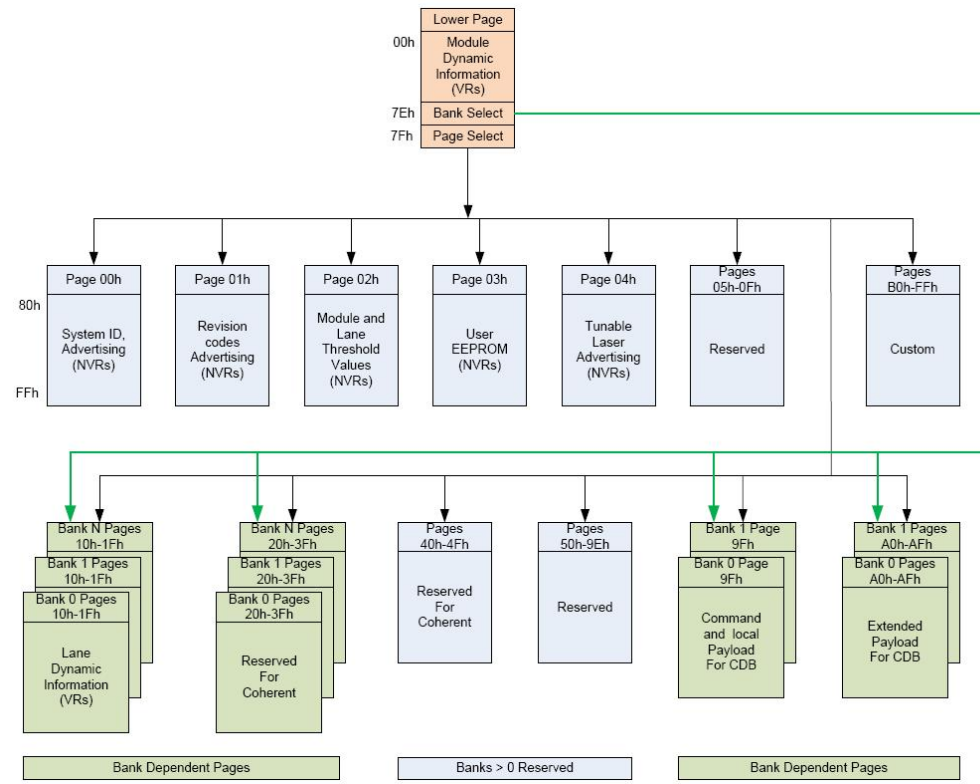 Lower Page
00h
Module
Dynamic
Information
(VRs)
7Eh
Bank Select
7Fh
Page Select
Page 00h
80h
System ID,
Advertising
(NVRs)
FFh
Page 01h
Revision
codes
Advertising
(NVRs)
Page 02h
Module and
Lane
Threshold
Values
(NVRs)
Page 03h
User
EEPROM
(NVRs)
Page 04h
Tunable
Laser
Advertising
(NVRs)
Pages
05h-0Fh
Reserved
Pages
B0h-FFh
Custom
Bank N Pages
10h-1Fh
Bank 1 Pages
10h-1Fh
Bank 0 Pages
10h-1Fh
Lane
Dynamic
Information
(VRs)
Bank N Pages
20h-3Fh
Bank 1 Pages
20h-3Fh
Bank 0 Pages
20h-3Fh
Reserved
For
Coherent
Pages
40h-4Fh
Reserved
For
Coherent
Pages
50h-9Eh
Reserved
Bank 1 Page
9Fh
Bank 0 Page
9Fh
Command
and local
Payload
For CDB
Bank 1 Pages
A0h-AFh
Bank 0 Pages
A0h-AFh
Extended
Payload
For CDB
Bank Dependent Pages
Banks > 0 Reserved
Bank Dependent Pages